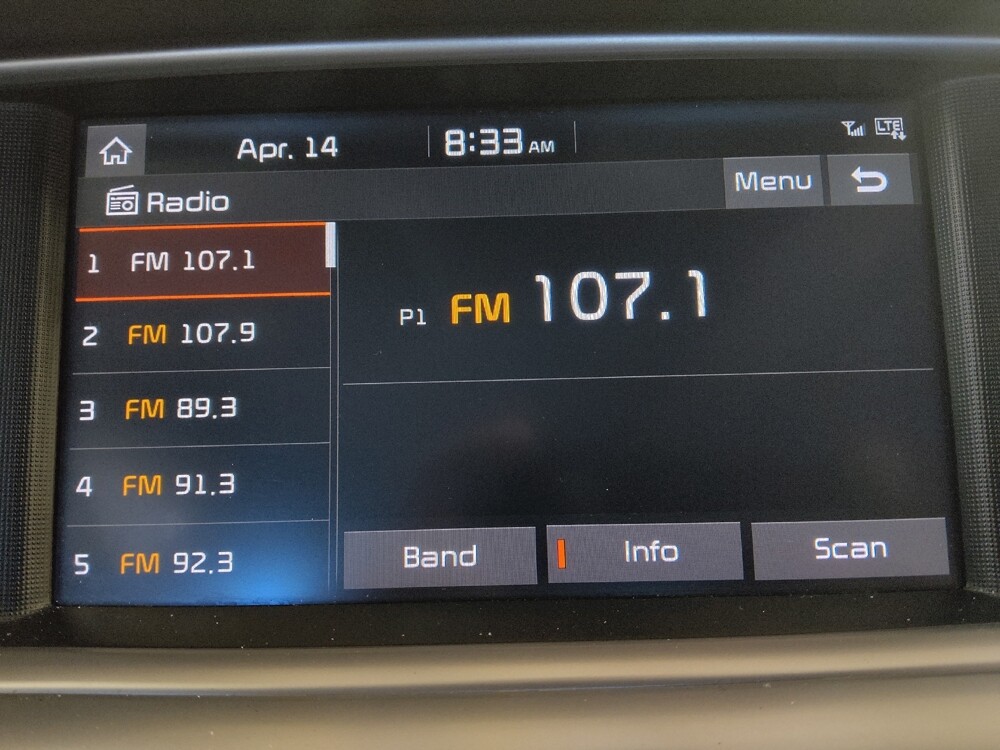 Apr. 14 8:33 AM LTE
Radio Menu
1 FM 107.1
2 FM 107.9
3 FM 89.3
4 FM 91.3
5 FM 92.3
P1 FM 107.1
Band Info Scan